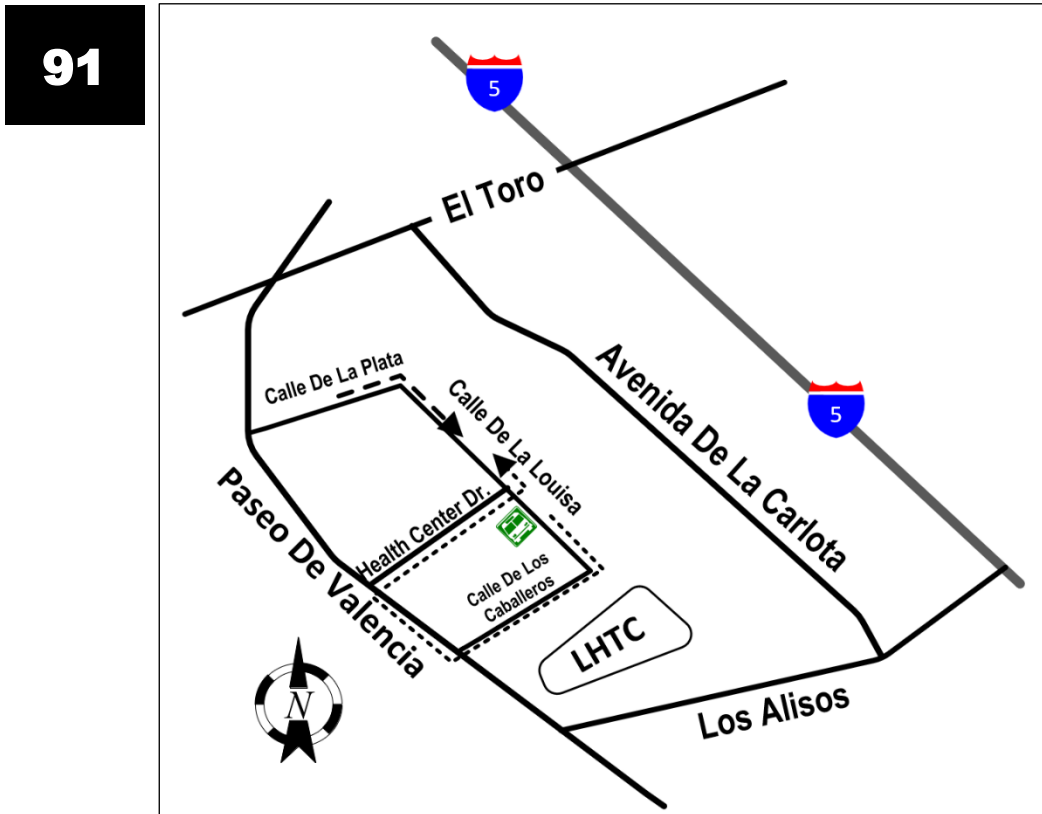 91
5
El Toro
Calle De La Plata
Calle De La Louisa
Avenida De La Carlota
5
Paseo De Valencia
Health Center Dr.
Calle De Los
Caballeros
LHTC
Los Alisos
N